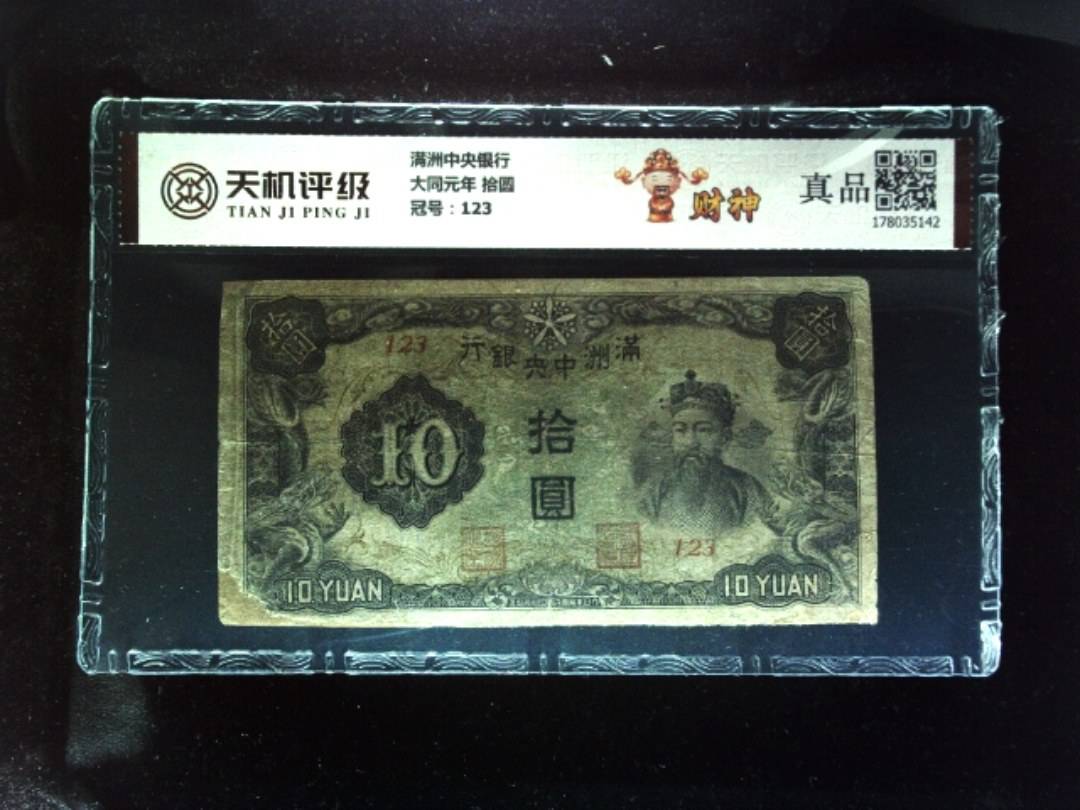 天机评级
TIAN JI PING JI
满洲中央银行
大同元年 拾圆
冠号：123
财神
真品
178035142
拾圓
拾圓
123
行銀央中洲滿
10
拾
圓
123
10 YUAN
10 YUAN